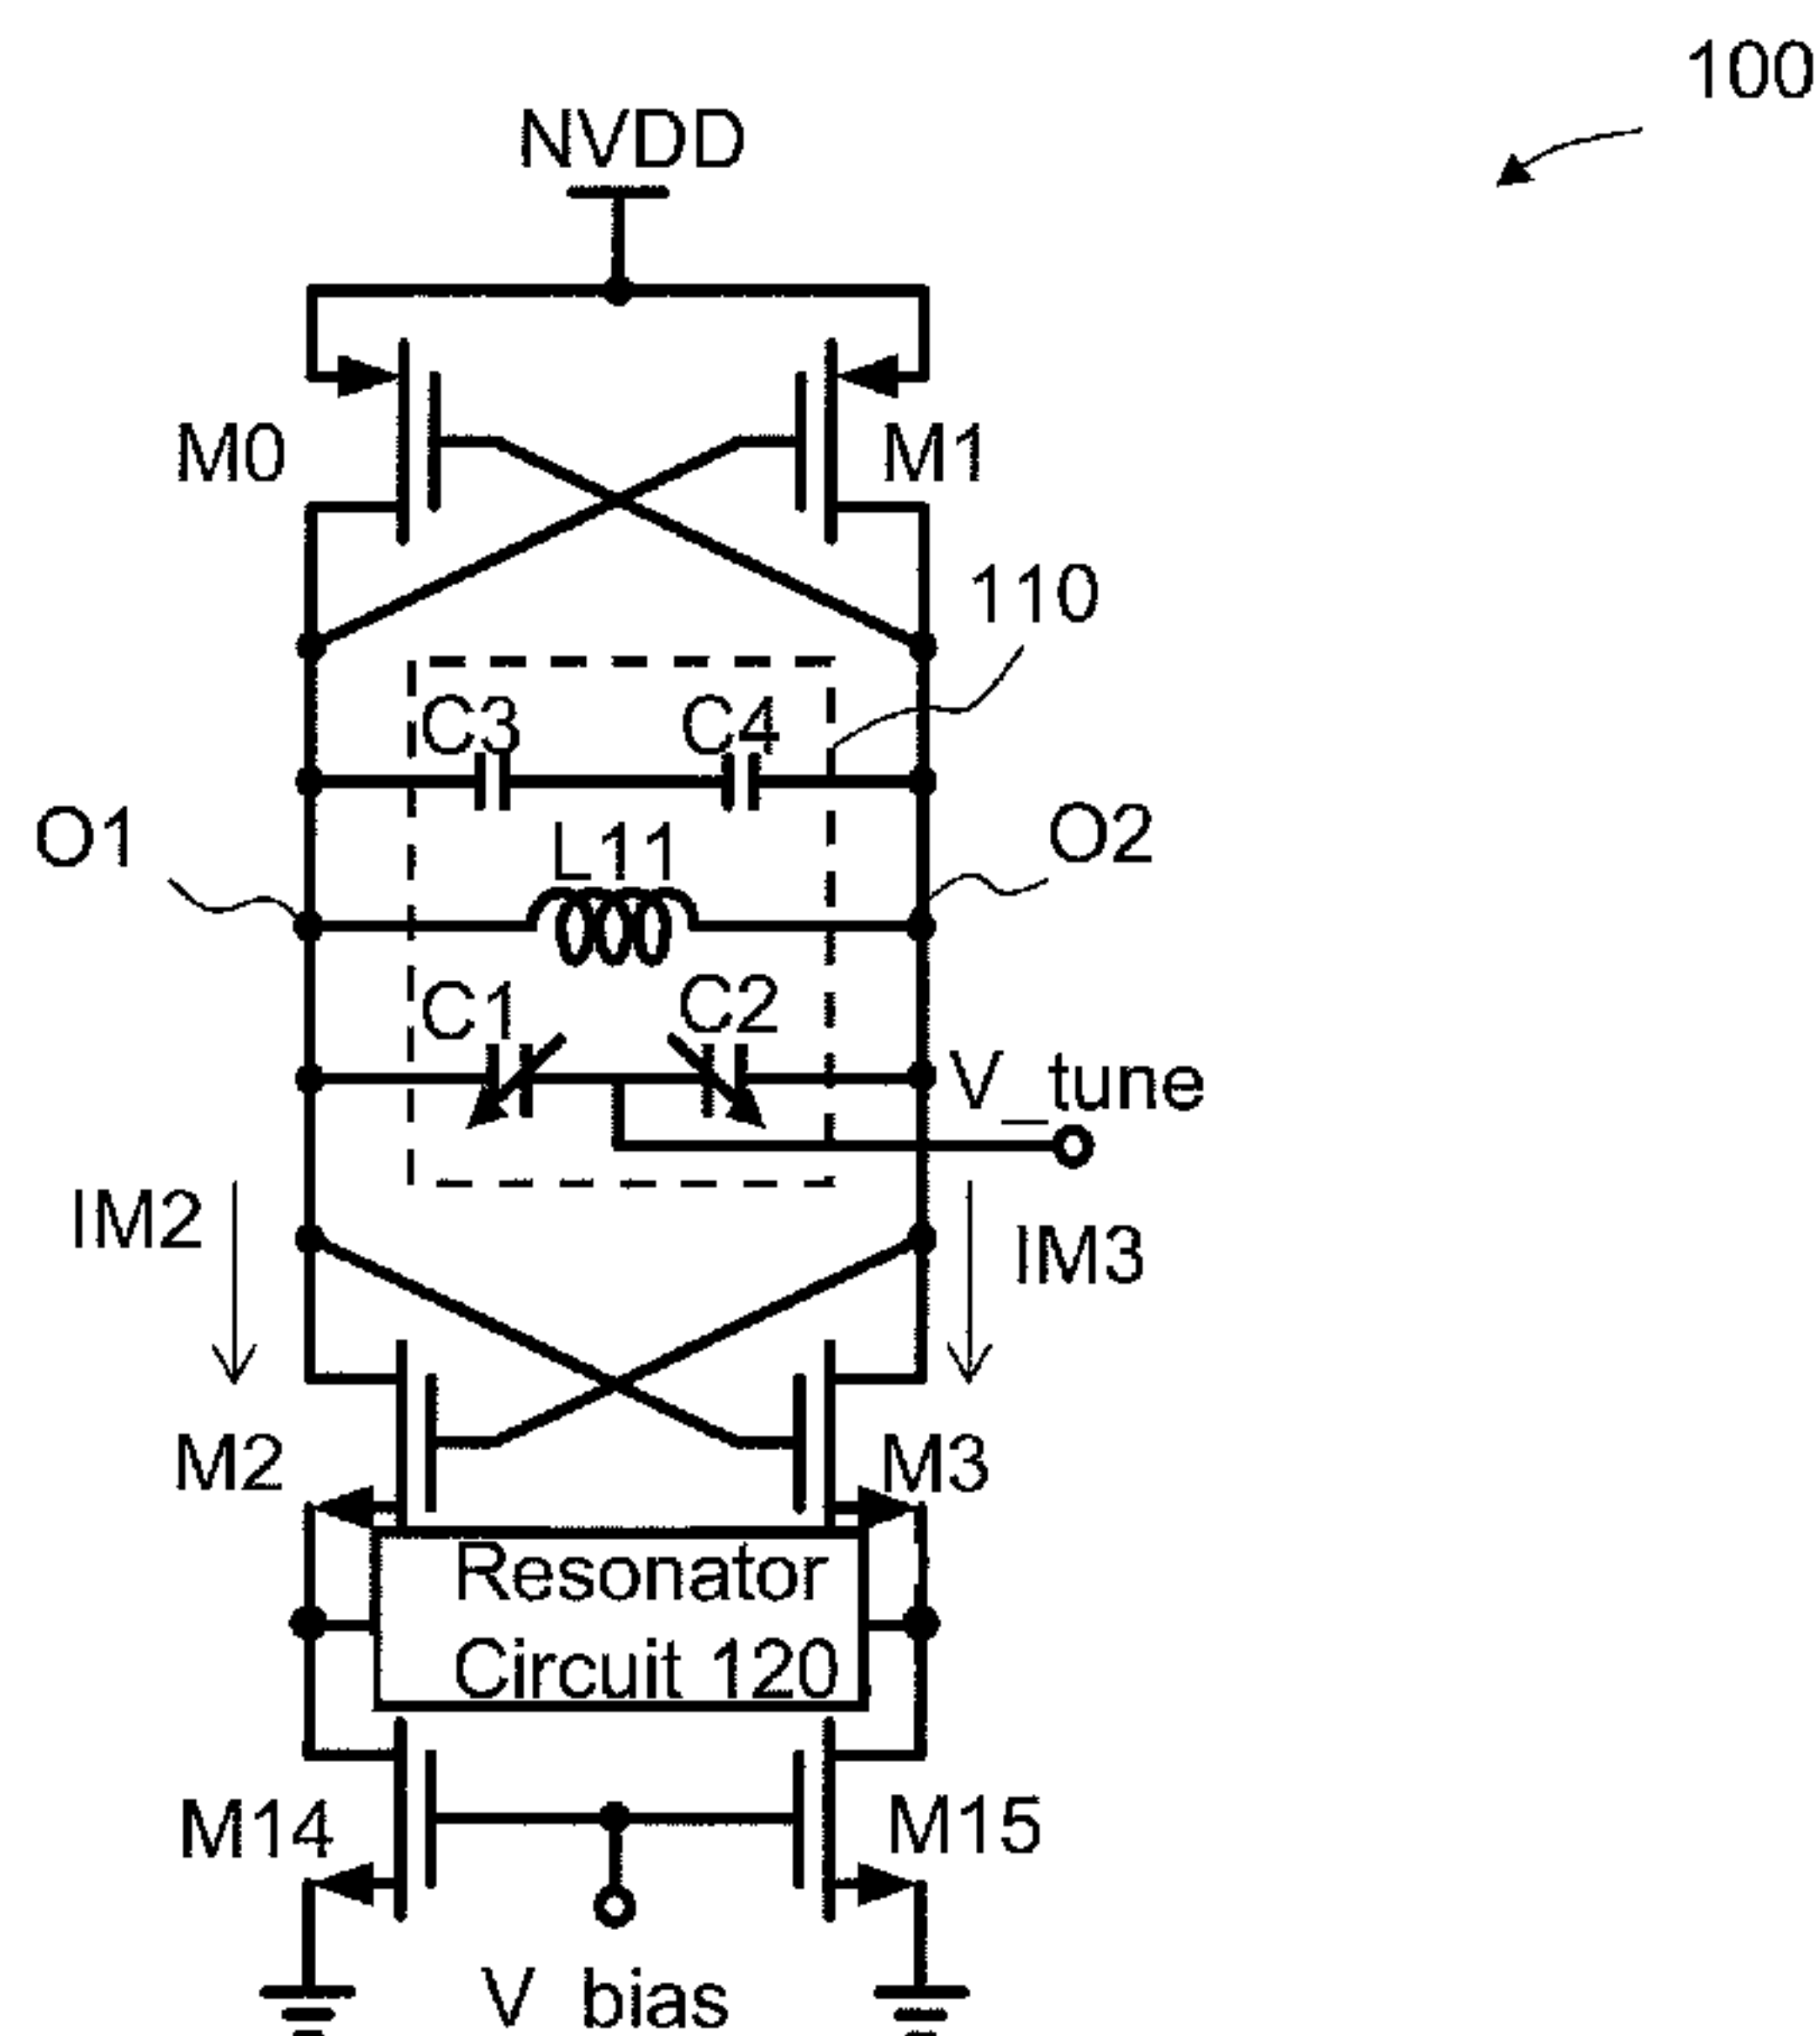 100
NVDD
M0
M1
110
C3
C4
O1
L11
O2
C1
C2
V_tune
IM2
IM3
M2
M3
Resonator
Circuit 120
M14
M15
V bias